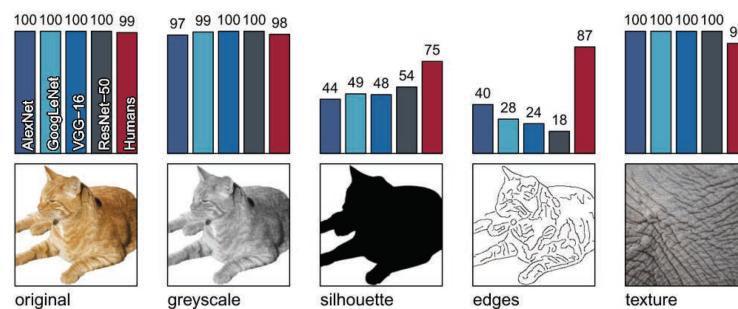 100 100 100 100 99
AlexNet
GoogLeNet
VGG-16
ResNet-50
Humans
original
97 99 100 100 98
greyscale
44 49 48 54 75
silhouette
40 28 24 18 87
edges
100 100 100 100
texture